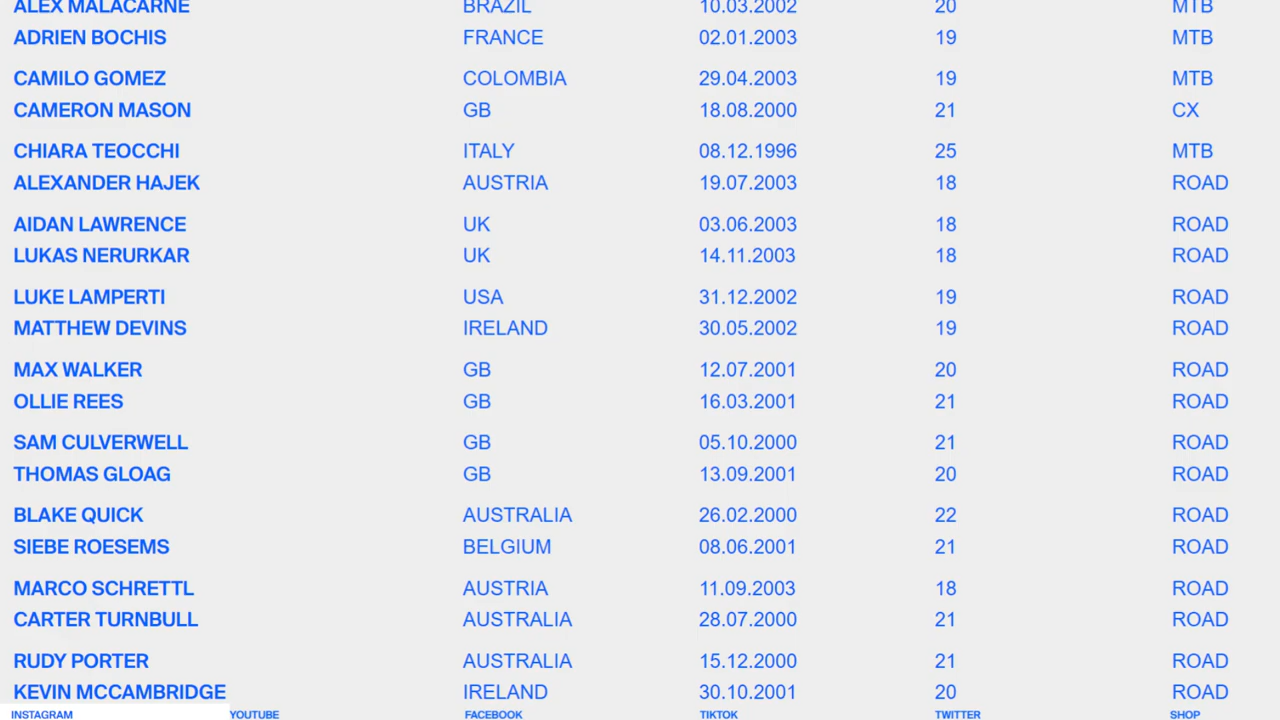 ALEX MALACARNE BRAZIL 10.03.2002 20 MTB
ADRIEN BOCHIS FRANCE 02.01.2003 19 MTB
CAMILO GOMEZ COLOMBIA 29.04.2003 19 MTB
CAMERON MASON GB 18.08.2000 21 CX
CHIARA TEOCCHI ITALY 08.12.1996 25 MTB
ALEXANDER HAJEK AUSTRIA 19.07.2003 18 ROAD
AIDAN LAWRENCE UK 03.06.2003 18 ROAD
LUKAS NERURKAR UK 14.11.2003 18 ROAD
LUKE LAMPERTI USA 31.12.2002 19 ROAD
MATTHEW DEVINS IRELAND 30.05.2002 19 ROAD
MAX WALKER GB 12.07.2001 20 ROAD
OLLIE REES GB 16.03.2001 21 ROAD
SAM CULVERWELL GB 05.10.2000 21 ROAD
THOMAS GLOAG GB 13.09.2001 20 ROAD
BLAKE QUICK AUSTRALIA 26.02.2000 22 ROAD
SIEBE ROESEMS BELGIUM 08.06.2001 21 ROAD
MARCO SCHRETTL AUSTRIA 11.09.2003 18 ROAD
CARTER TURNBULL AUSTRALIA 28.07.2000 21 ROAD
RUDY PORTER AUSTRALIA 15.12.2000 21 ROAD
KEVIN MCCAMBRIDGE IRELAND 30.10.2001 20 ROAD
INSTAGRAM YOUTUBE FACEBOOK TIKTOK TWITTER SHOP